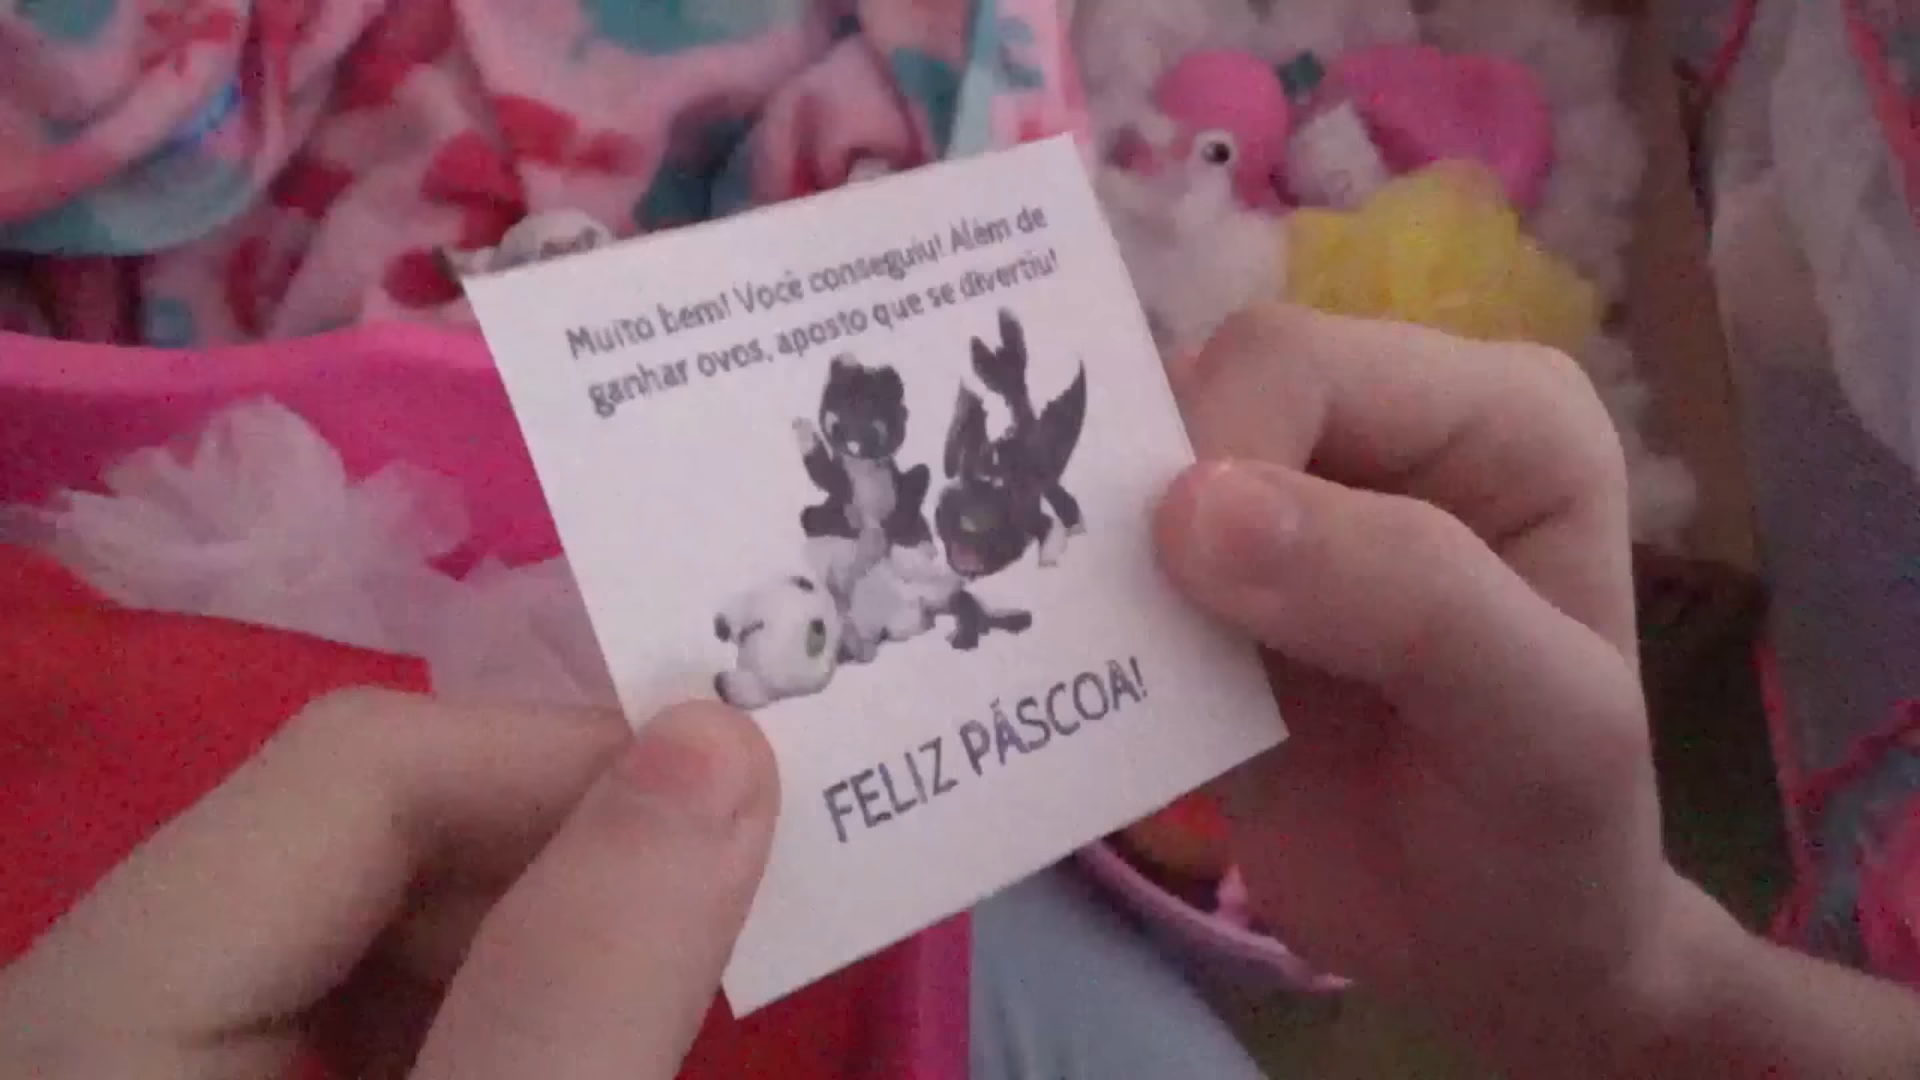 Muito bem! Você conseguiu! Além de
ganhar ovos, aposto que se divertiu!
FELIZ PÁSCOA!